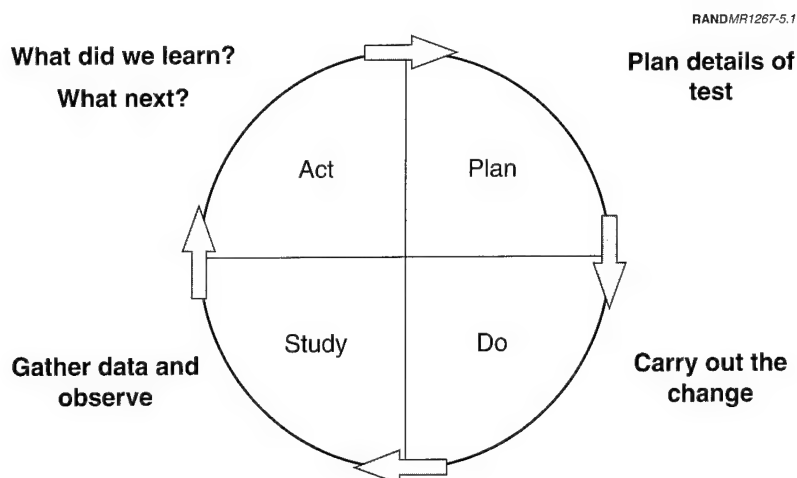 RANDMR1267-5.1
What did we learn?
What next?
Plan details of
test
Act
Plan
Study
Do
Gather data and
observe
Carry out the
change